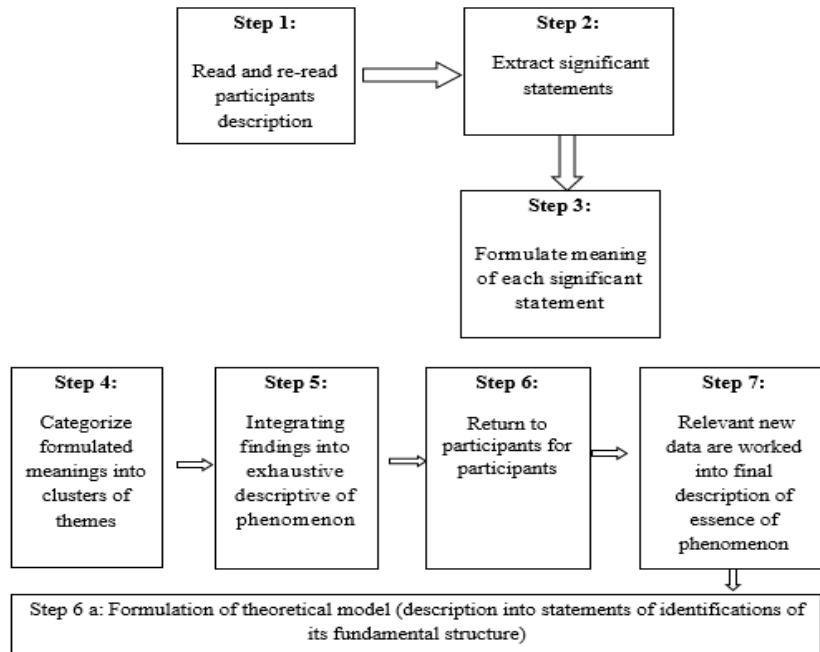 Step 1:
Read and re-read
participants
description
Step 2:
Extract significant
statements
Step 3:
Formulate meaning
of each significant
statement
Step 4:
Categorize
formulated
meanings into
clusters of
themes
Step 5:
Integrating
findings into
exhaustive
descriptive of
phenomenon
Step 6:
Return to
participants for
participants
Step 7:
Relevant new
data are worked
into final
description of
essence of
phenomenon
Step 6 a: Formulation of theoretical model (description into statements of identifications of
its fundamental structure)